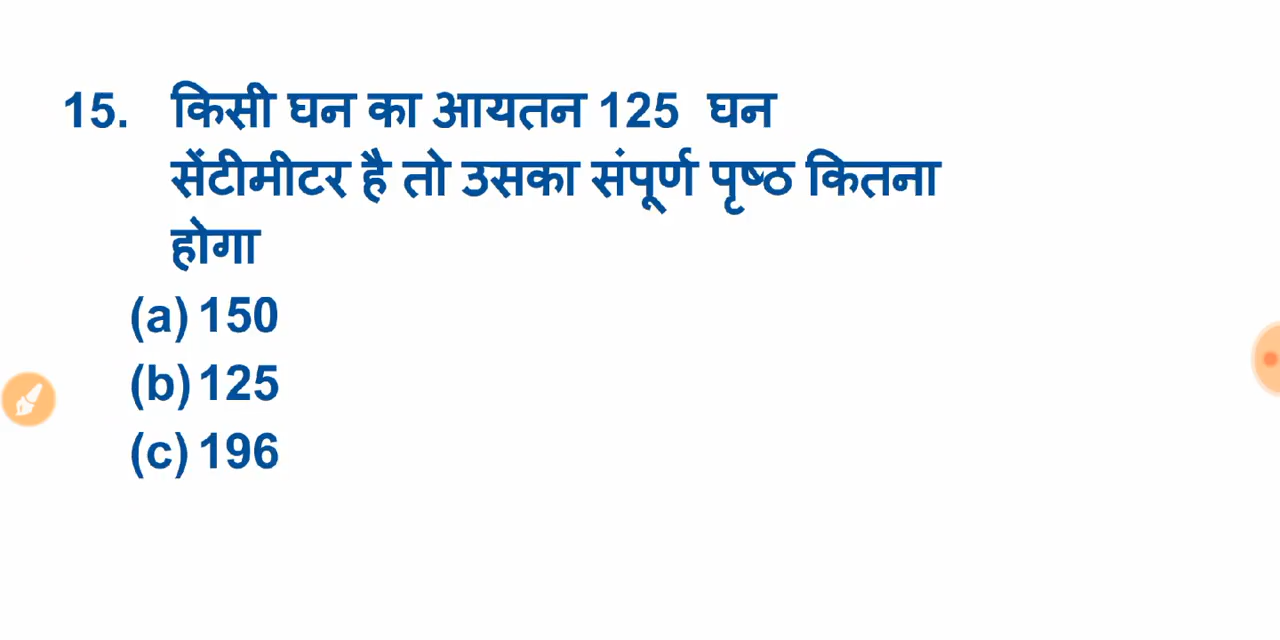 15. किसी घन का आयतन 125 घन
सेंटीमीटर है तो उसका संपूर्ण पृष्ठ कितना
होगा
(a) 150
(b) 125
(c) 196